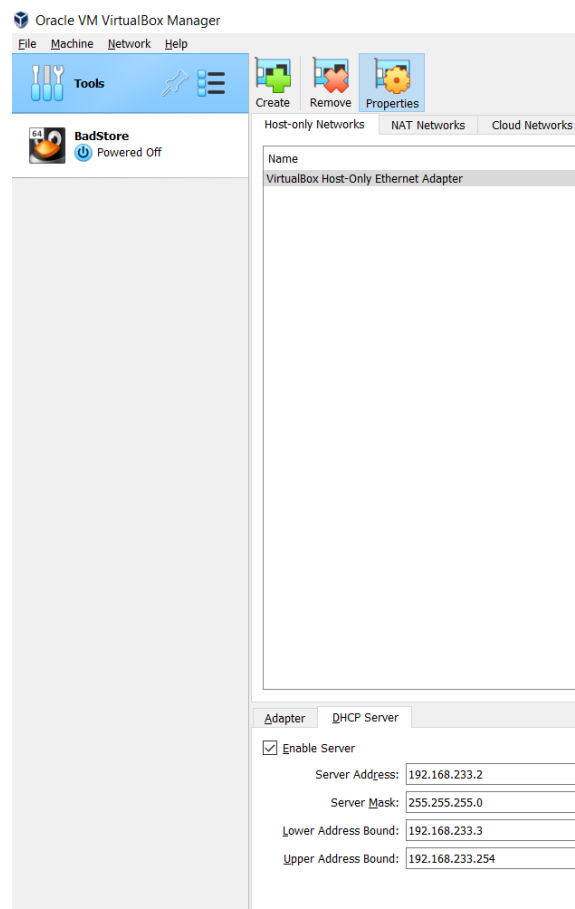 Oracle VM VirtualBox Manager
File Machine Network Help
Tools
Create Remove Properties
Host-only Networks NAT Networks Cloud Networks
64
BadStore
Powered Off
Name
VirtualBox Host-Only Ethernet Adapter
Adapter DHCP Server
Enable Server
Server Address: 192.168.233.2
Server Mask: 255.255.255.0
Lower Address Bound: 192.168.233.3
Upper Address Bound: 192.168.233.254